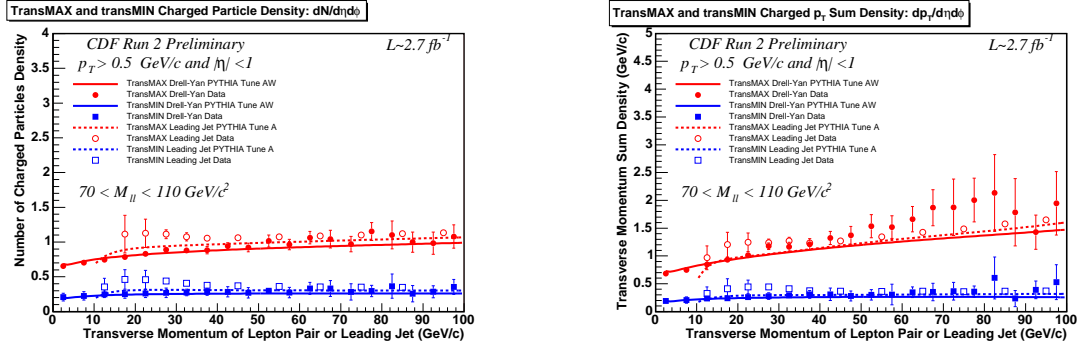 TransMAX and transMIN Charged Particle Density: dN/dηdϕ
Number of Charged Particles Density
4
3.5
3
2.5
2
1.5
1
0.5
0
CDF Run 2 Preliminary
L~2.7 fb⁻¹
p_T > 0.5 GeV/c and |η| <1
TransMAX Drell-Yan PYTHIA Tune AW
TransMAX Drell-Yan Data
TransMIN Drell-Yan PYTHIA Tune AW
TransMIN Drell-Yan Data
TransMAX Leading Jet PYTHIA Tune A
TransMAX Leading Jet Data
TransMIN Leading Jet PYTHIA Tune A
TransMIN Leading Jet Data
70 < M_ll < 110 GeV/c²
0 10 20 30 40 50 60 70 80 90 100
Transverse Momentum of Lepton Pair or Leading Jet (GeV/c)
TransMAX and transMIN Charged p_T Sum Density: dp_T/dηdϕ
Transverse Momentum Sum Density (GeV/c)
5
4.5
4
3.5
3
2.5
2
1.5
1
0.5
0
CDF Run 2 Preliminary
L~2.7 fb⁻¹
p_T > 0.5 GeV/c and |η| <1
TransMAX Drell-Yan PYTHIA Tune AW
TransMAX Drell-Yan Data
TransMIN Drell-Yan PYTHIA Tune AW
TransMIN Drell-Yan Data
TransMAX Leading Jet PYTHIA Tune A
TransMAX Leading Jet Data
TransMIN Leading Jet PYTHIA Tune A
TransMIN Leading Jet Data
70 < M_ll < 110 GeV/c²
0 10 20 30 40 50 60 70 80 90 100
Transverse Momentum of Lepton Pair or Leading Jet (GeV/c)